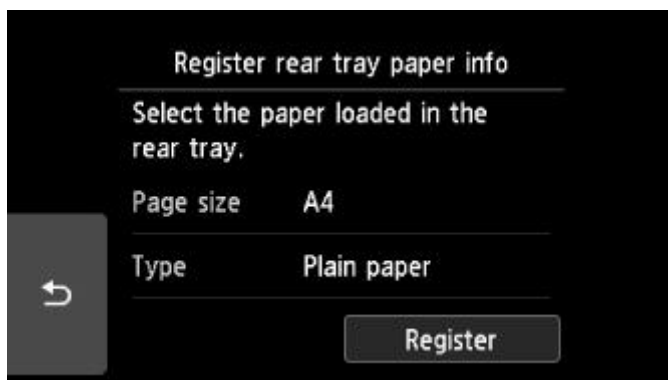 Register rear tray paper info
Select the paper loaded in the
rear tray.
Page size A4
Type Plain paper
Register